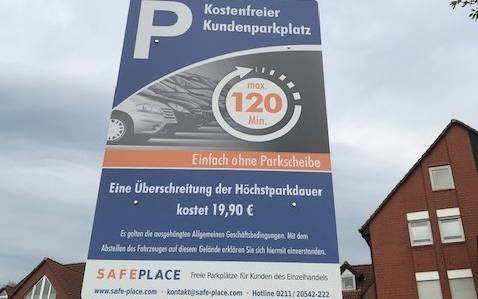 P
Kostenfreier
Kundenparkplatz
max.
120
Min.
Einfach ohne Parkscheibe
Eine Überschreitung der Höchstparkdauer
kostet 19,90 €
Es gelten die ausgehängten Allgemeinen Geschäftsbedingungen. Mit dem
Abstellen des Fahrzeuges auf diesem Gelände erklären Sie sich hiermit einverstanden.
SAFEPLACE Freie Parkplätze für Kunden des Einzelhandels
www.safe-place.com • kontakt@safe-place.com • Hotline 0211 / 20542-222